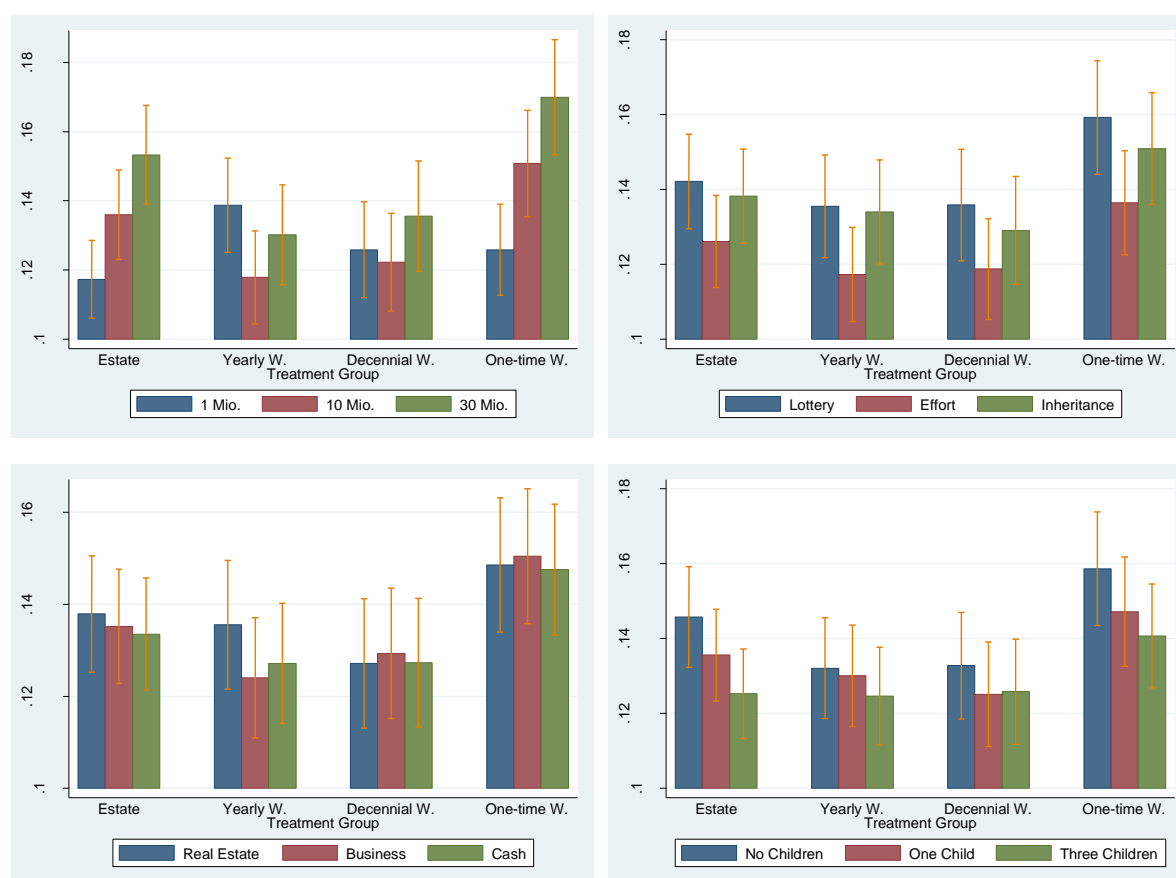 .18
.16
.14
.12
.1
Estate Yearly W. Decennial W. One-time W.
Treatment Group
1 Mio. 10 Mio. 30 Mio.
.18
.16
.14
.12
.1
Estate Yearly W. Decennial W. One-time W.
Treatment Group
Lottery Effort Inheritance
.16
.14
.12
.1
Estate Yearly W. Decennial W. One-time W.
Treatment Group
Real Estate Business Cash
.18
.16
.14
.12
.1
Estate Yearly W. Decennial W. One-time W.
Treatment Group
No Children One Child Three Children